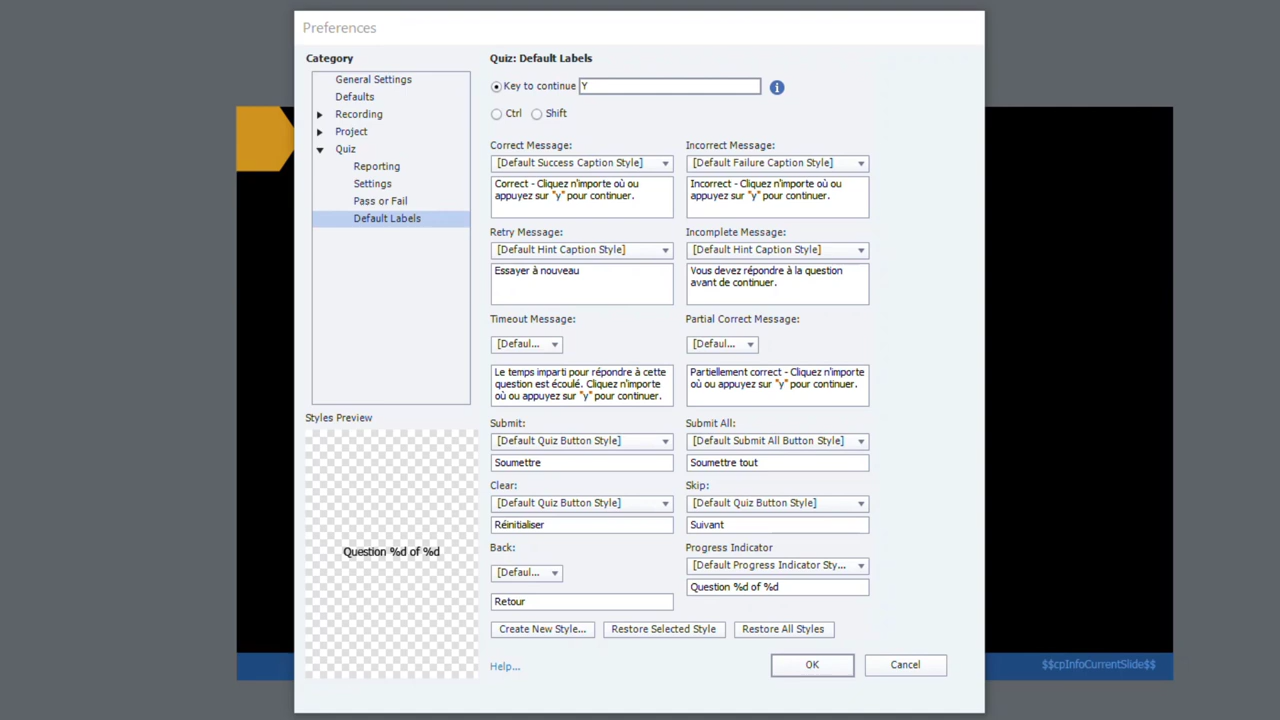 Preferences
Category
General Settings
Defaults
Recording
Project
Quiz
Reporting
Settings
Pass or Fail
Default Labels
Styles Preview
Question %d of %d
Quiz: Default Labels
Key to continue Y
Ctrl Shift
Correct Message: Incorrect Message:
[Default Success Caption Style] [Default Failure Caption Style]
Correct - Cliquez n'importe où ou
appuyez sur "y" pour continuer.
Incorrect - Cliquez n'importe où ou
appuyez sur "y" pour continuer.
Retry Message: Incomplete Message:
[Default Hint Caption Style] [Default Hint Caption Style]
Essayer à nouveau
Vous devez répondre à la question
avant de continuer.
Timeout Message: Partial Correct Message:
[Defaul... [Defaul...
Le temps imparti pour répondre à cette
question est écoulé. Cliquez n'importe
où ou appuyez sur "y" pour continuer.
Partiellement correct - Cliquez n'importe
où ou appuyez sur "y" pour continuer.
Submit: Submit All:
[Default Quiz Button Style] [Default Submit All Button Style]
Soumettre Soumettre tout
Clear: Skip:
[Default Quiz Button Style] [Default Quiz Button Style]
Réinitialiser Suivant
Back: Progress Indicator
[Defaul... [Default Progress Indicator Sty...
Retour Question %d of %d
Create New Style... Restore Selected Style Restore All Styles
Help... OK Cancel
$$cpInfoCurrentSlide$$